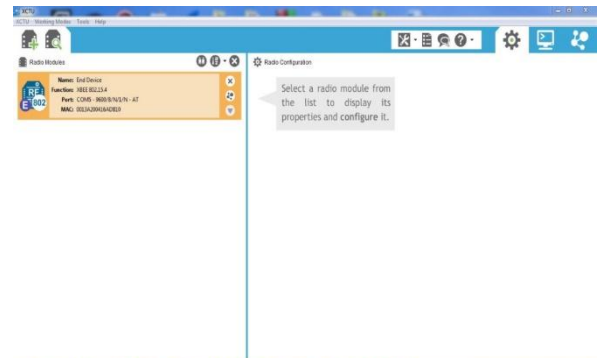 XCTU
XCTU Working Modes Tools Help
Radio Modules
Radio Configuration
Name: End Device
Function: XBEE 802.15.4
Port: COM5 - 9600/8/N/1/N - AT
MAC:
RE
E 802
Select a radio module from
the list to display its
properties and configure it.